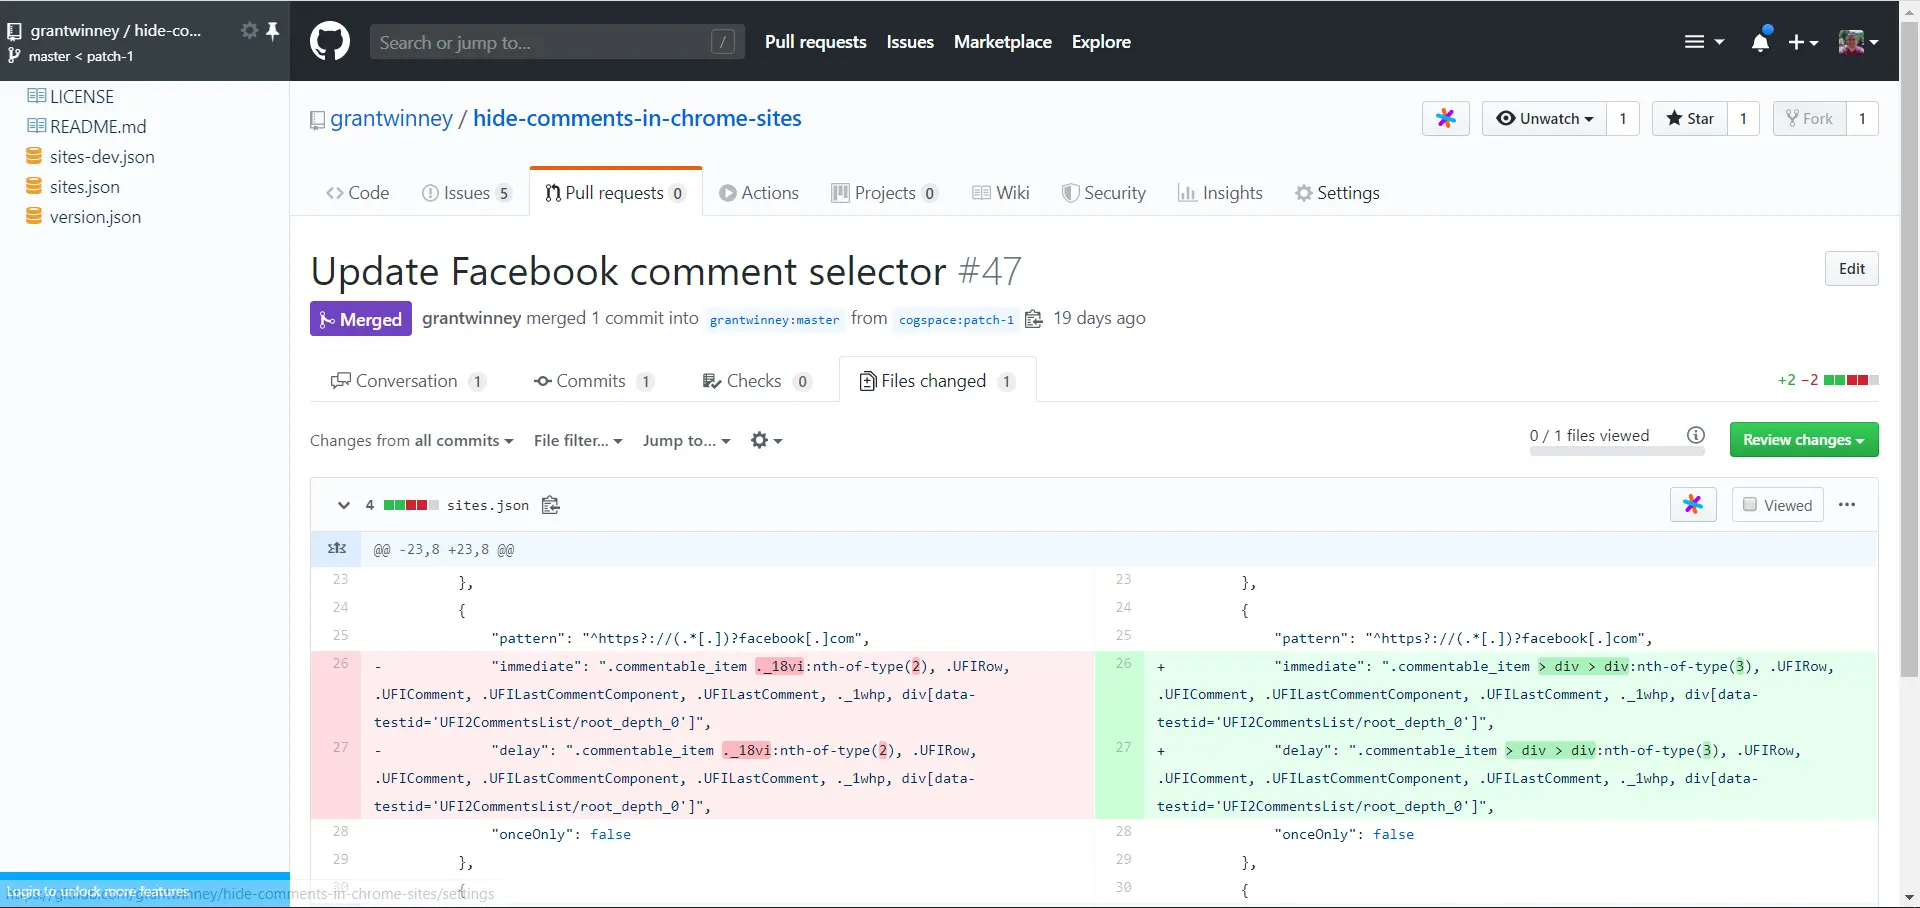 grantwinney / hide-co...
master < patch-1
LICENSE
README.md
sites-dev.json
sites.json
version.json
Login to unlock more features
https://github.com/grantwinney/hide-comments-in-chrome-sites/settings
Search or jump to... /
Pull requests Issues Marketplace Explore
grantwinney / hide-comments-in-chrome-sites
Unwatch 1 Star 1 Fork 1
Code Issues 5 Pull requests 0 Actions Projects 0 Wiki Security Insights Settings
Update Facebook comment selector #47
Edit
Merged grantwinney merged 1 commit into grantwinney:master from cogspace:patch-1 19 days ago
Conversation 1 Commits 1 Checks 0 Files changed 1
+2 −2
Changes from all commits File filter... Jump to...
0 / 1 files viewed
Review changes
4 sites.json
Viewed
@@ -23,8 +23,8 @@
23 },
24 {
25 "pattern": "^https?://(.*[.])?facebook[.]com",
26 - "immediate": ".commentable_item ._18vi:nth-of-type(2), .UFIRow,
.UFIComment, .UFILastCommentComponent, .UFILastComment, ._1whp, div[data-
testid='UFI2CommentsList/root_depth_0']",
27 - "delay": ".commentable_item ._18vi:nth-of-type(2), .UFIRow,
.UFIComment, .UFILastCommentComponent, .UFILastComment, ._1whp, div[data-
testid='UFI2CommentsList/root_depth_0']",
28 "onceOnly": false
29 },
30 {
23 },
24 {
25 "pattern": "^https?://(.*[.])?facebook[.]com",
26 + "immediate": ".commentable_item > div > div:nth-of-type(3), .UFIRow,
.UFIComment, .UFILastCommentComponent, .UFILastComment, ._1whp, div[data-
testid='UFI2CommentsList/root_depth_0']",
27 + "delay": ".commentable_item > div > div:nth-of-type(3), .UFIRow,
.UFIComment, .UFILastCommentComponent, .UFILastComment, ._1whp, div[data-
testid='UFI2CommentsList/root_depth_0']",
28 "onceOnly": false
29 },
30 {